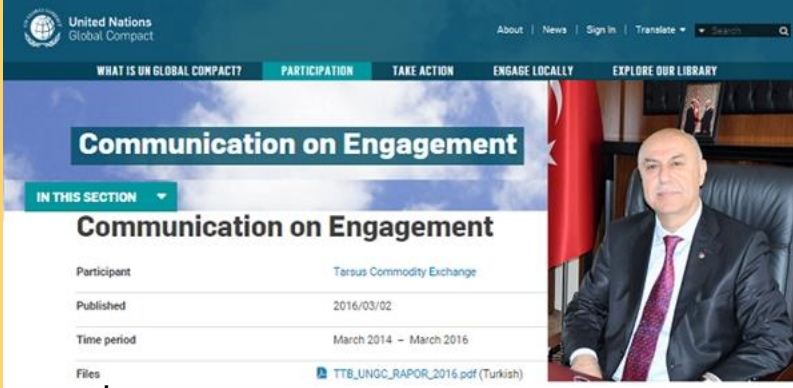 United Nations
Global Compact
About | News | Sign In | Translate Search
WHAT IS UN GLOBAL COMPACT? PARTICIPATION TAKE ACTION ENGAGE LOCALLY EXPLORE OUR LIBRARY
Communication on Engagement
IN THIS SECTION
Communication on Engagement
Participant Tarsus Commodity Exchange
Published 2016/03/02
Time period March 2014 – March 2016
Files TTB_UNGC_RAPOR_2016.pdf (Turkish)